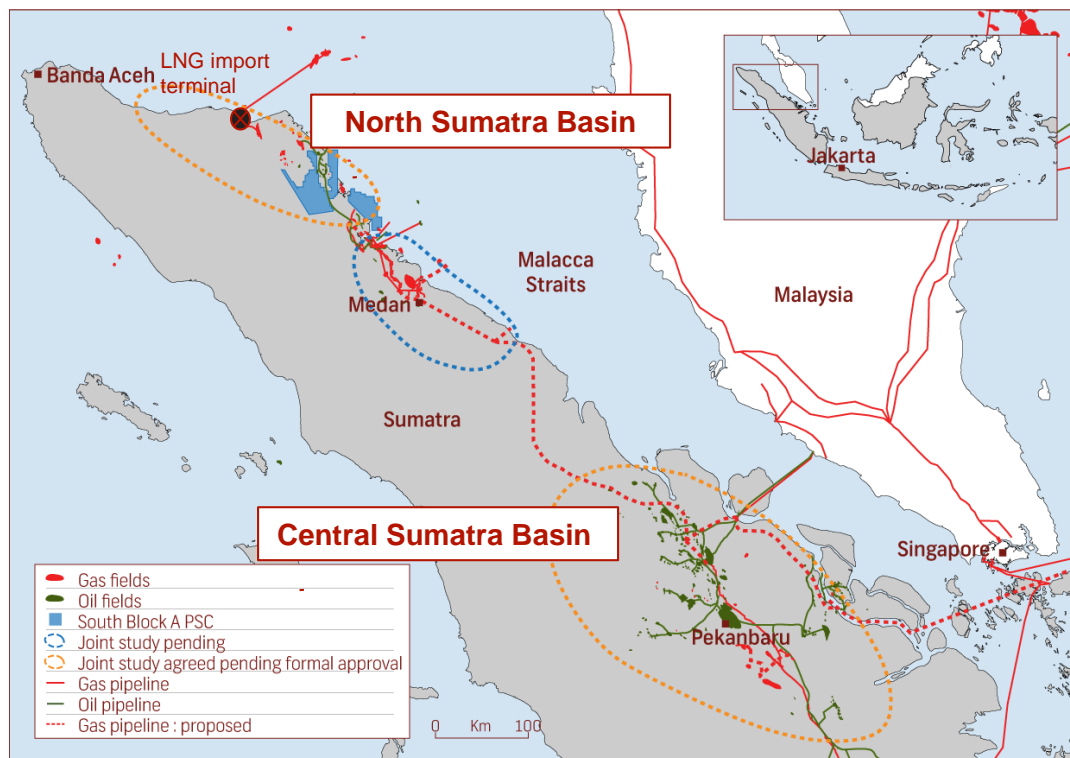 LNG import
terminal
Banda Aceh
North Sumatra Basin
Jakarta
Malacca
Straits
Malaysia
Medan
Sumatra
Central Sumatra Basin
Singapore
Pekanbaru
Gas fields
Oil fields
South Block A PSC
Joint study pending
Joint study agreed pending formal approval
Gas pipeline
Oil pipeline
Gas pipeline : proposed
0 Km 100